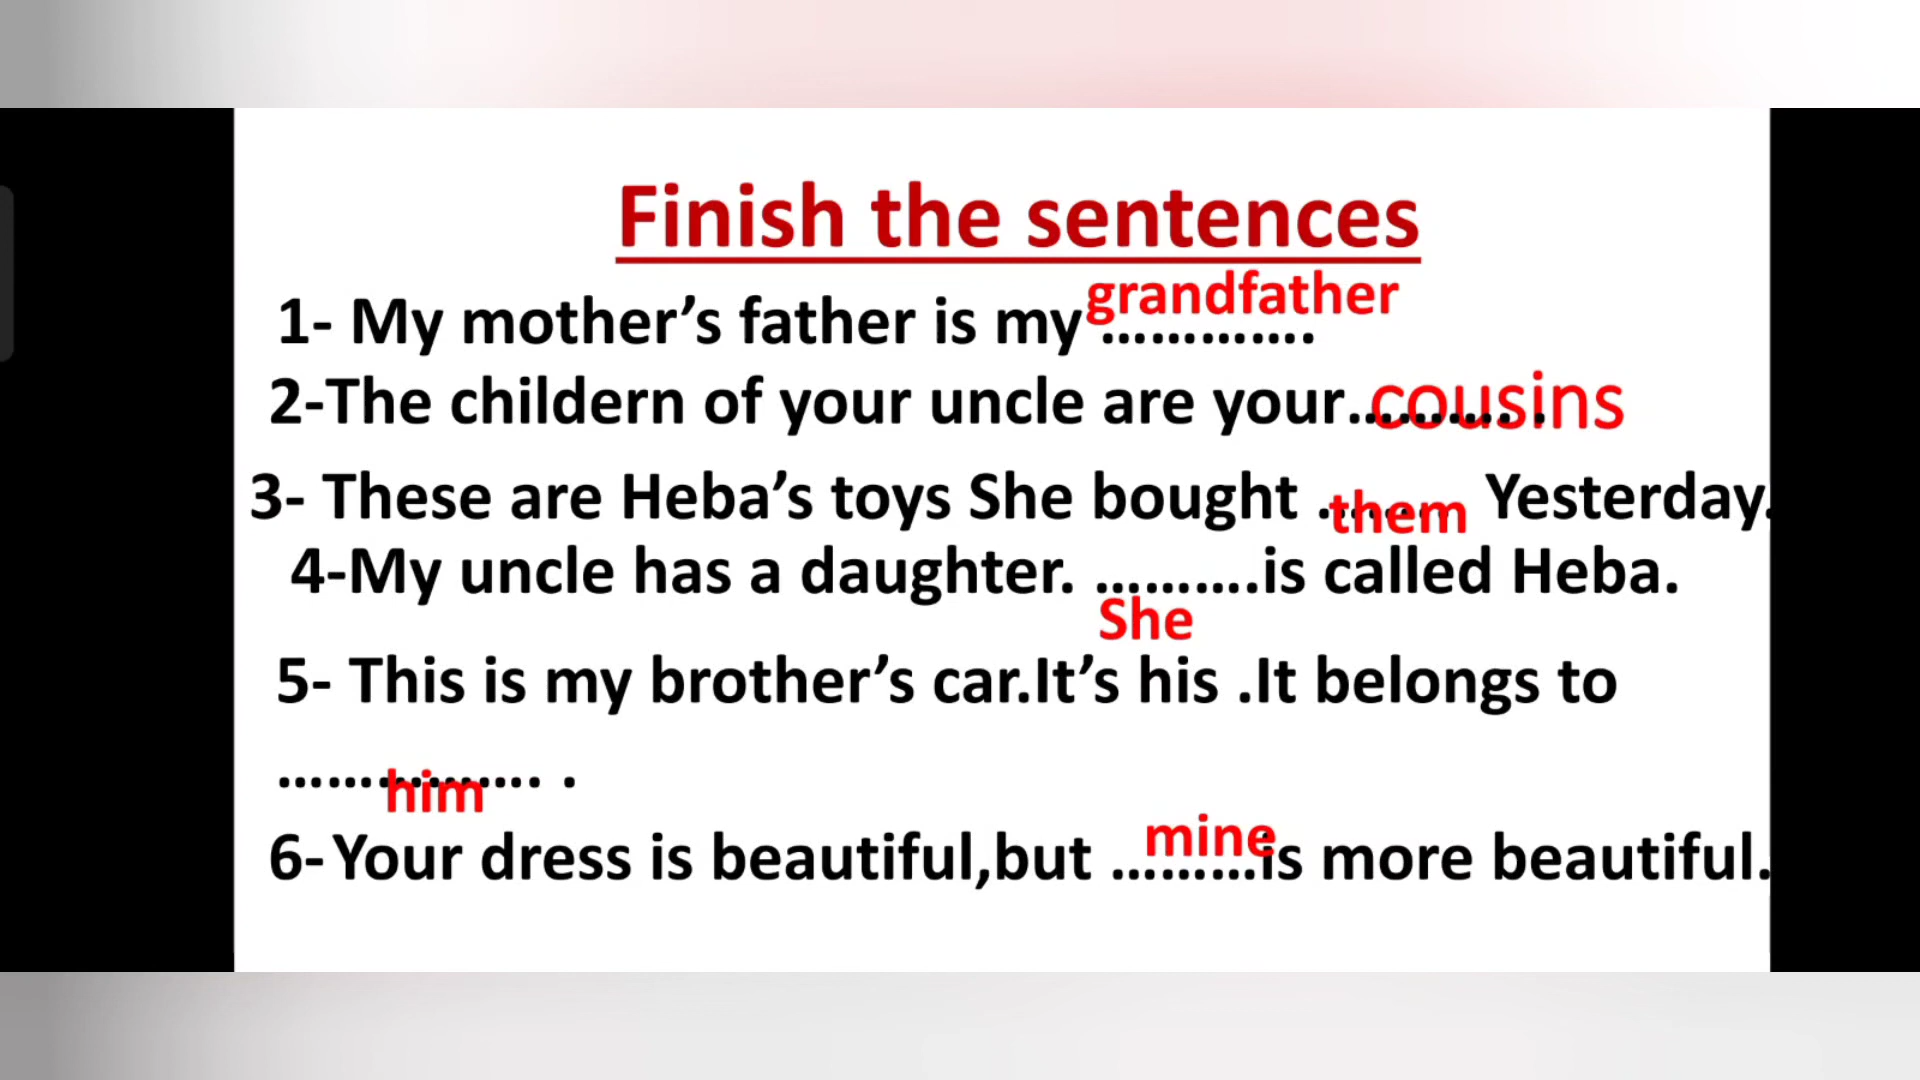 Finish the sentences
1- My mother’s father is my grandfather ………….
2-The childern of your uncle are your……….. cousins
3- These are Heba’s toys She bought ……… them Yesterday.
4-My uncle has a daughter. ……….is called Heba.
She
5- This is my brother’s car.It’s his .It belongs to
……………. .
him
6-Your dress is beautiful,but ………mine is more beautiful.